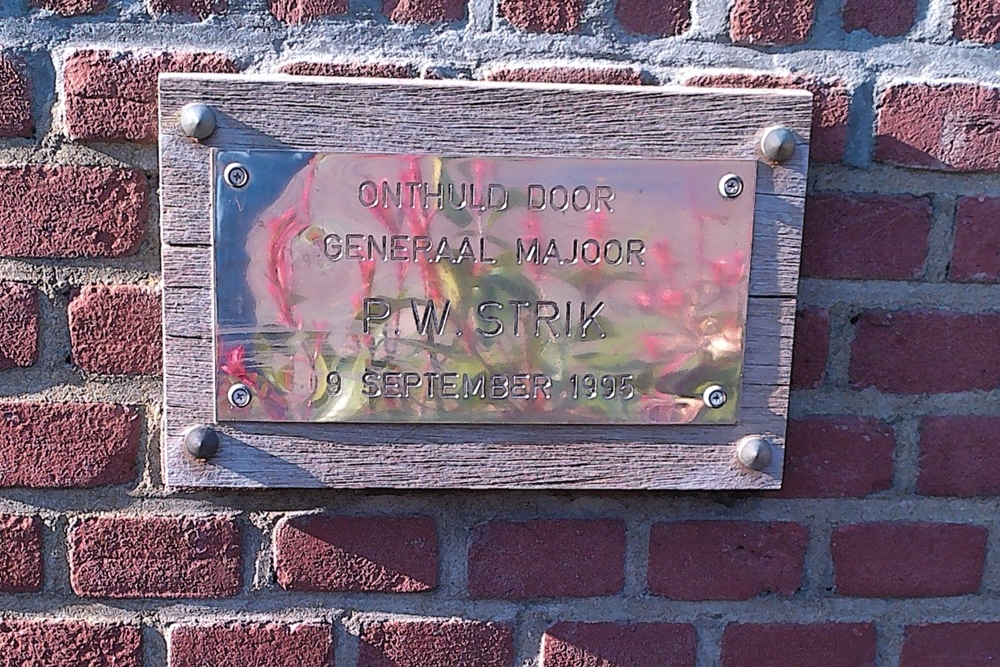 ONTHULD DOOR
GENERAAL MAJOOR
P. W. STRIK
9 SEPTEMBER 1995